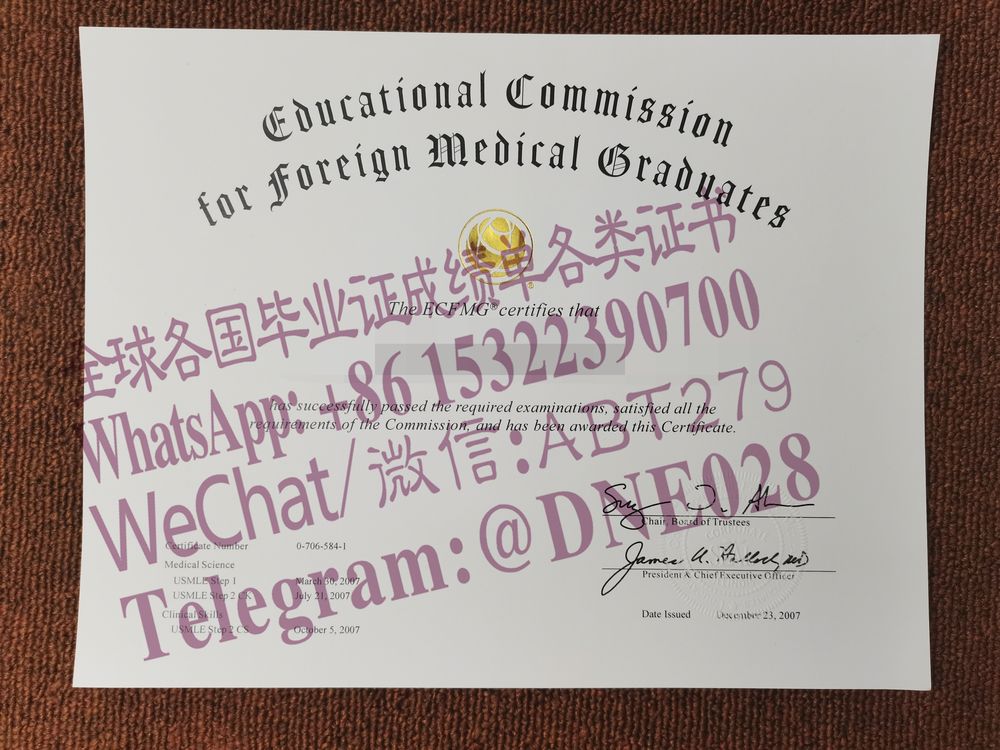 Educational Commission
for Foreign Medical Graduates
®
The ECFMG® certifies that
全球各国毕业证成绩单各类证书
WhatsApp: +86 15322390700
has successfully passed the required examinations, satisfied all the
requirements of the Commission, and has been awarded this Certificate.
WeChat/微信:ABT279
Telegram:@DNE028
Chair, Board of Trustees
President & Chief Executive Officer
Certificate Number 0-706-584-1
Medical Science
USMLE Step 1 March 30, 2007
USMLE Step 2 CK July 21, 2007
Clinical Skills
USMLE Step 2 CS October 5, 2007
Date Issued December 23, 2007